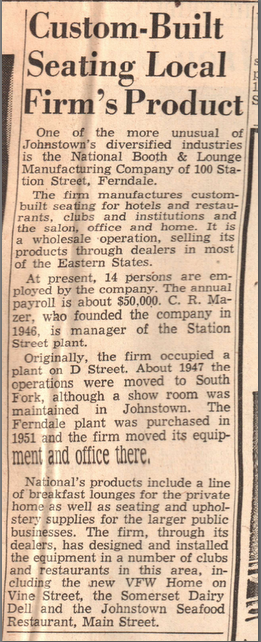 Custom-Built
Seating Local
Firm's Product
One of the more unusual of
Johnstown's diversified industries
is the National Booth & Lounge
Manufacturing Company of 100 Sta-
tion Street, Ferndale.
The firm manufactures custom-
built seating for hotels and restau-
rants, clubs and institutions and
the salon, office and home. It is
a wholesale operation, selling its
products through dealers in most
of the Eastern States.
At present, 14 persons are em-
ployed by the company. The annual
payroll is about $50,000. C. R. Ma-
zer, who founded the company in
1946, is manager of the Station
Street plant.
Originally, the firm occupied a
plant on D Street. About 1947 the
operations were moved to South
Fork, although a show room was
maintained in Johnstown. The
Ferndale plant was purchased in
1951 and the firm moved its equip-
ment and office there.
National's products include a line
of breakfast lounges for the private
home as well as seating and uphol-
stery supplies for the larger public
businesses. The firm, through its
dealers, has designed and installed
the equipment in a number of clubs
and restaurants in this area, in-
cluding the new VFW Home on
Vine Street, the Somerset Dairy
Dell and the Johnstown Seafood
Restaurant, Main Street.